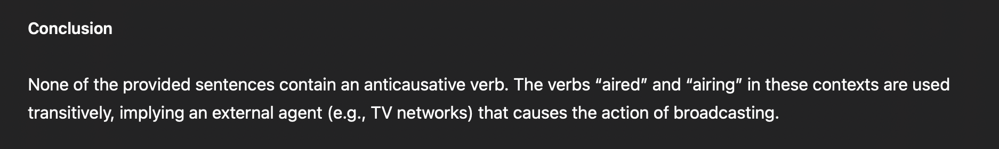 Conclusion
None of the provided sentences contain an anticausative verb. The verbs “aired” and “airing” in these contexts are used
transitively, implying an external agent (e.g., TV networks) that causes the action of broadcasting.